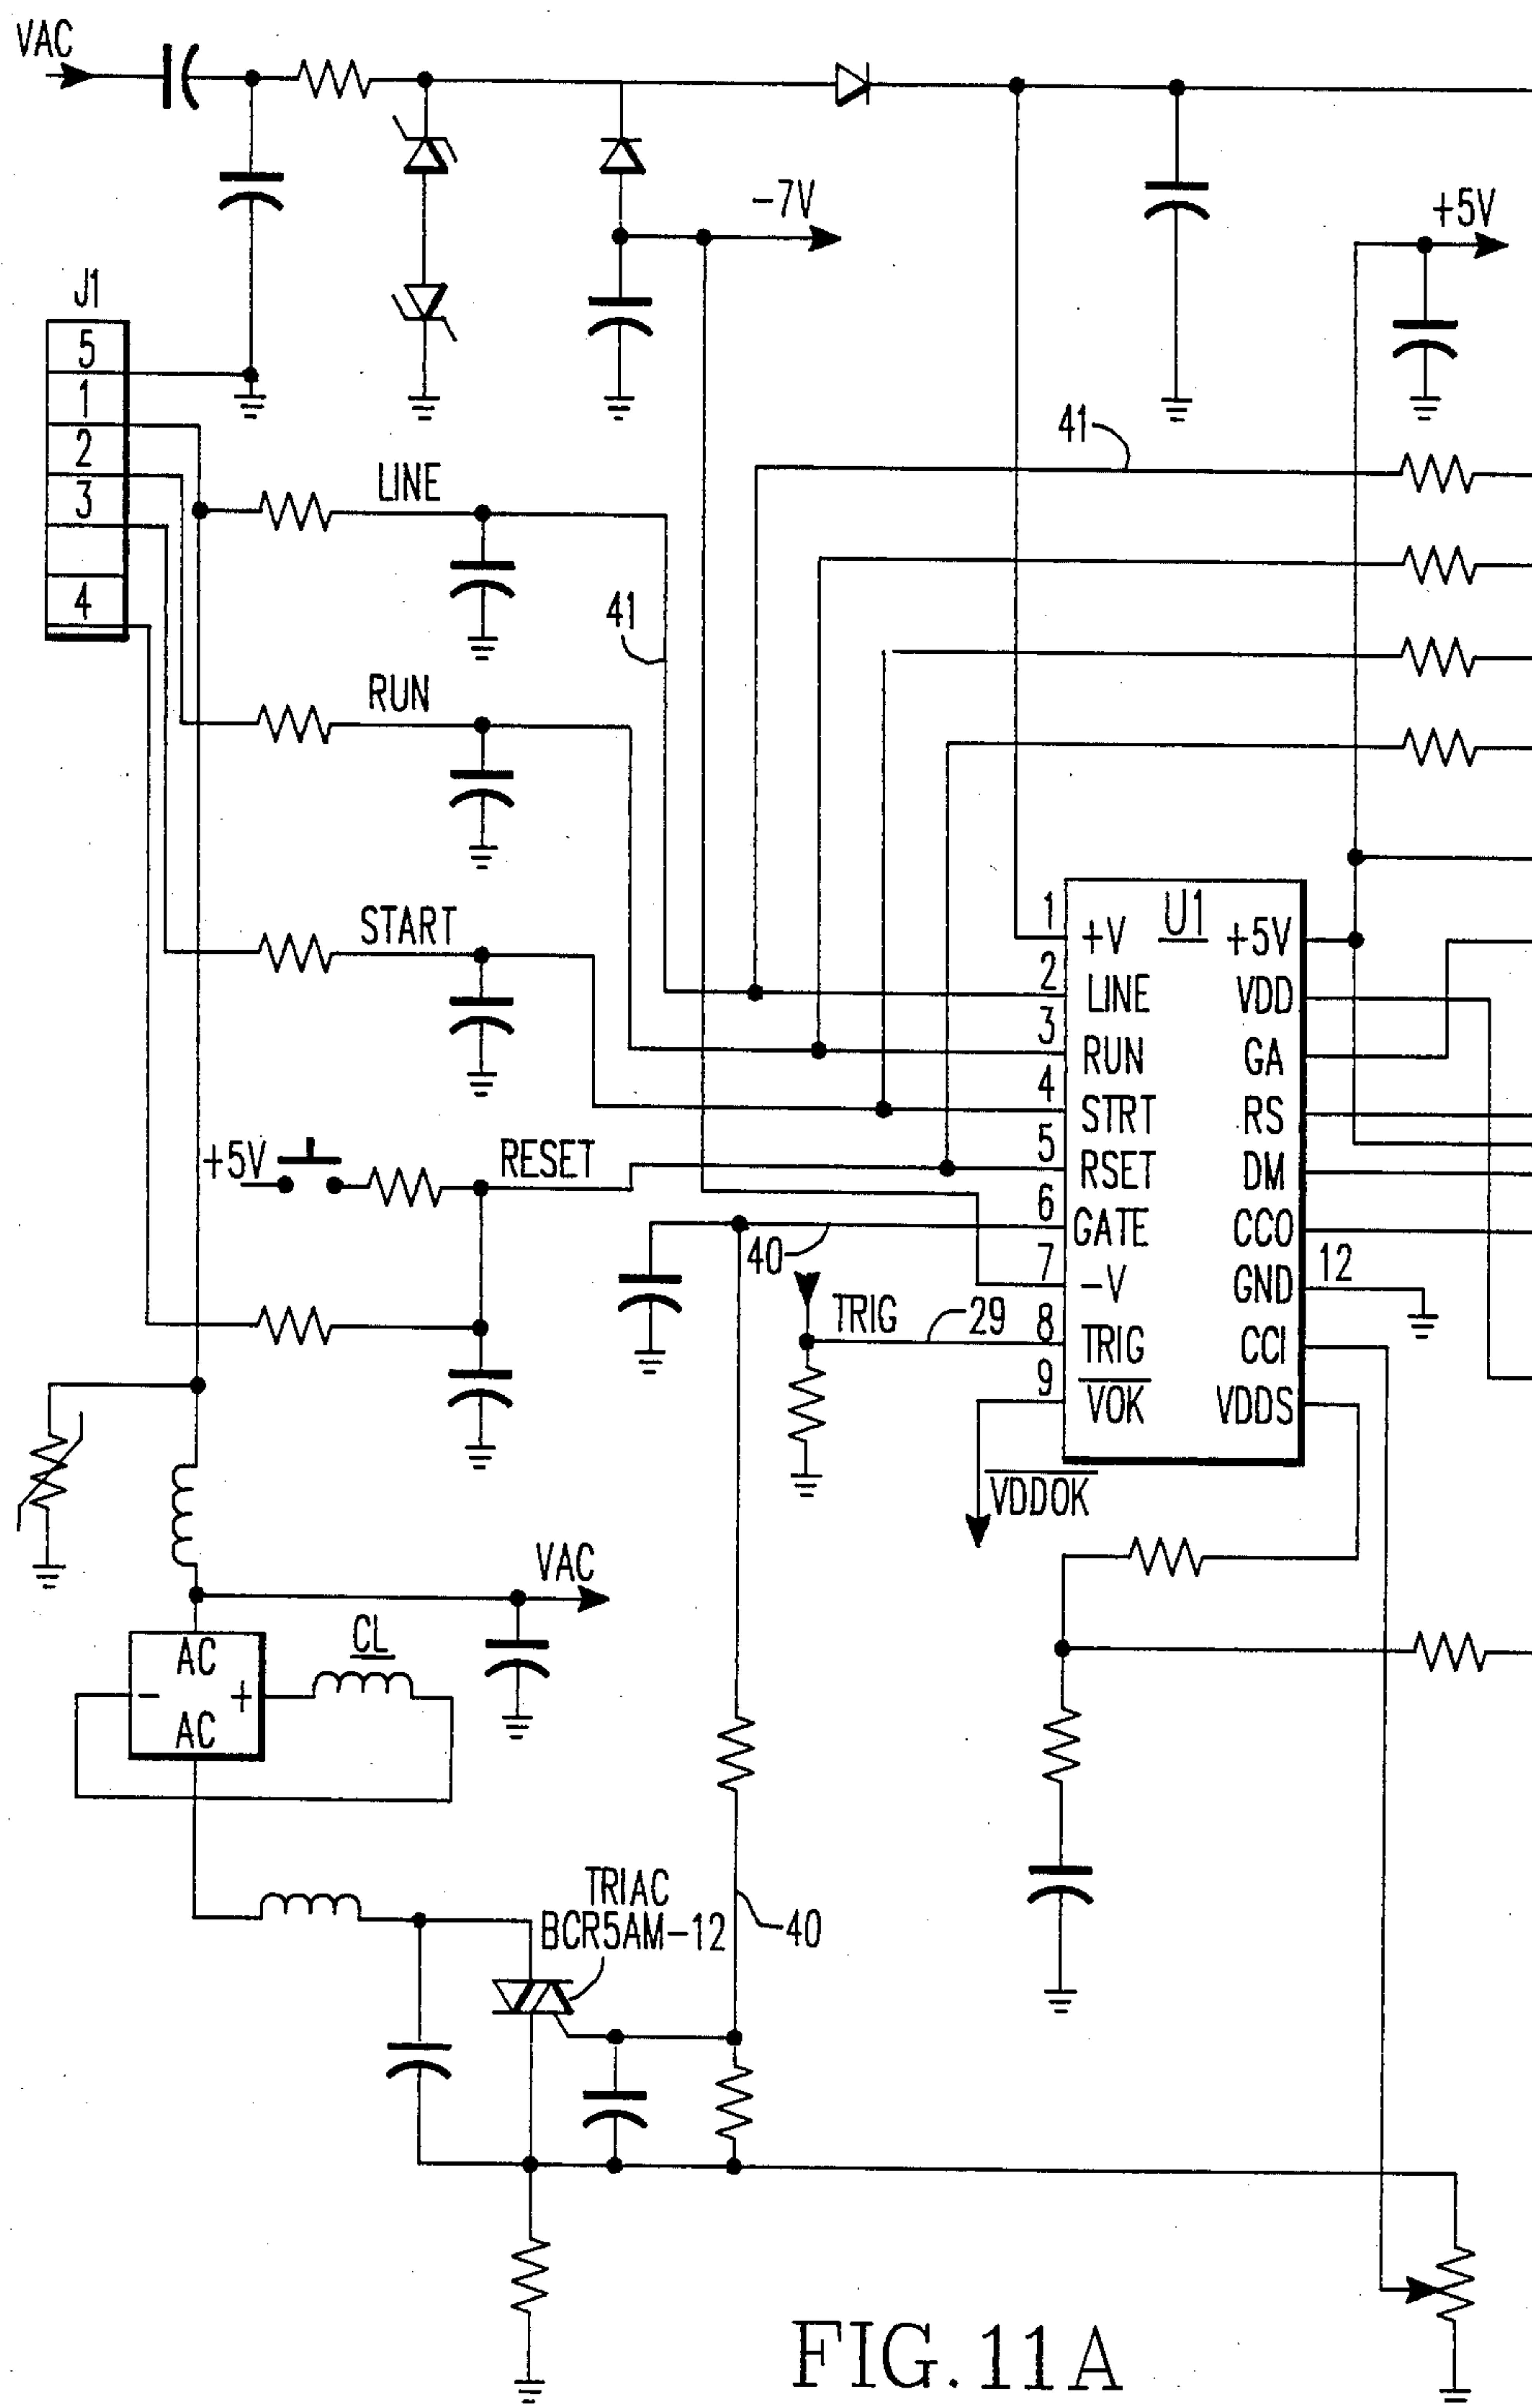 VAC
-7V
+5V
J1
5
1
2
3
4
LINE
41
41
RUN
START
+5V
RESET
U1
1
+V
2
LINE
3
RUN
4
STRT
5
RSET
6
GATE
7
-V
8
TRIG
9
VOK
+5V
VDD
GA
RS
DM
CCO
GND
12
CCI
VDDS
40
TRIG
29
VDDOK
VAC
AC
- +
AC
CL
TRIAC
BCR5AM-12
40
FIG. 11A